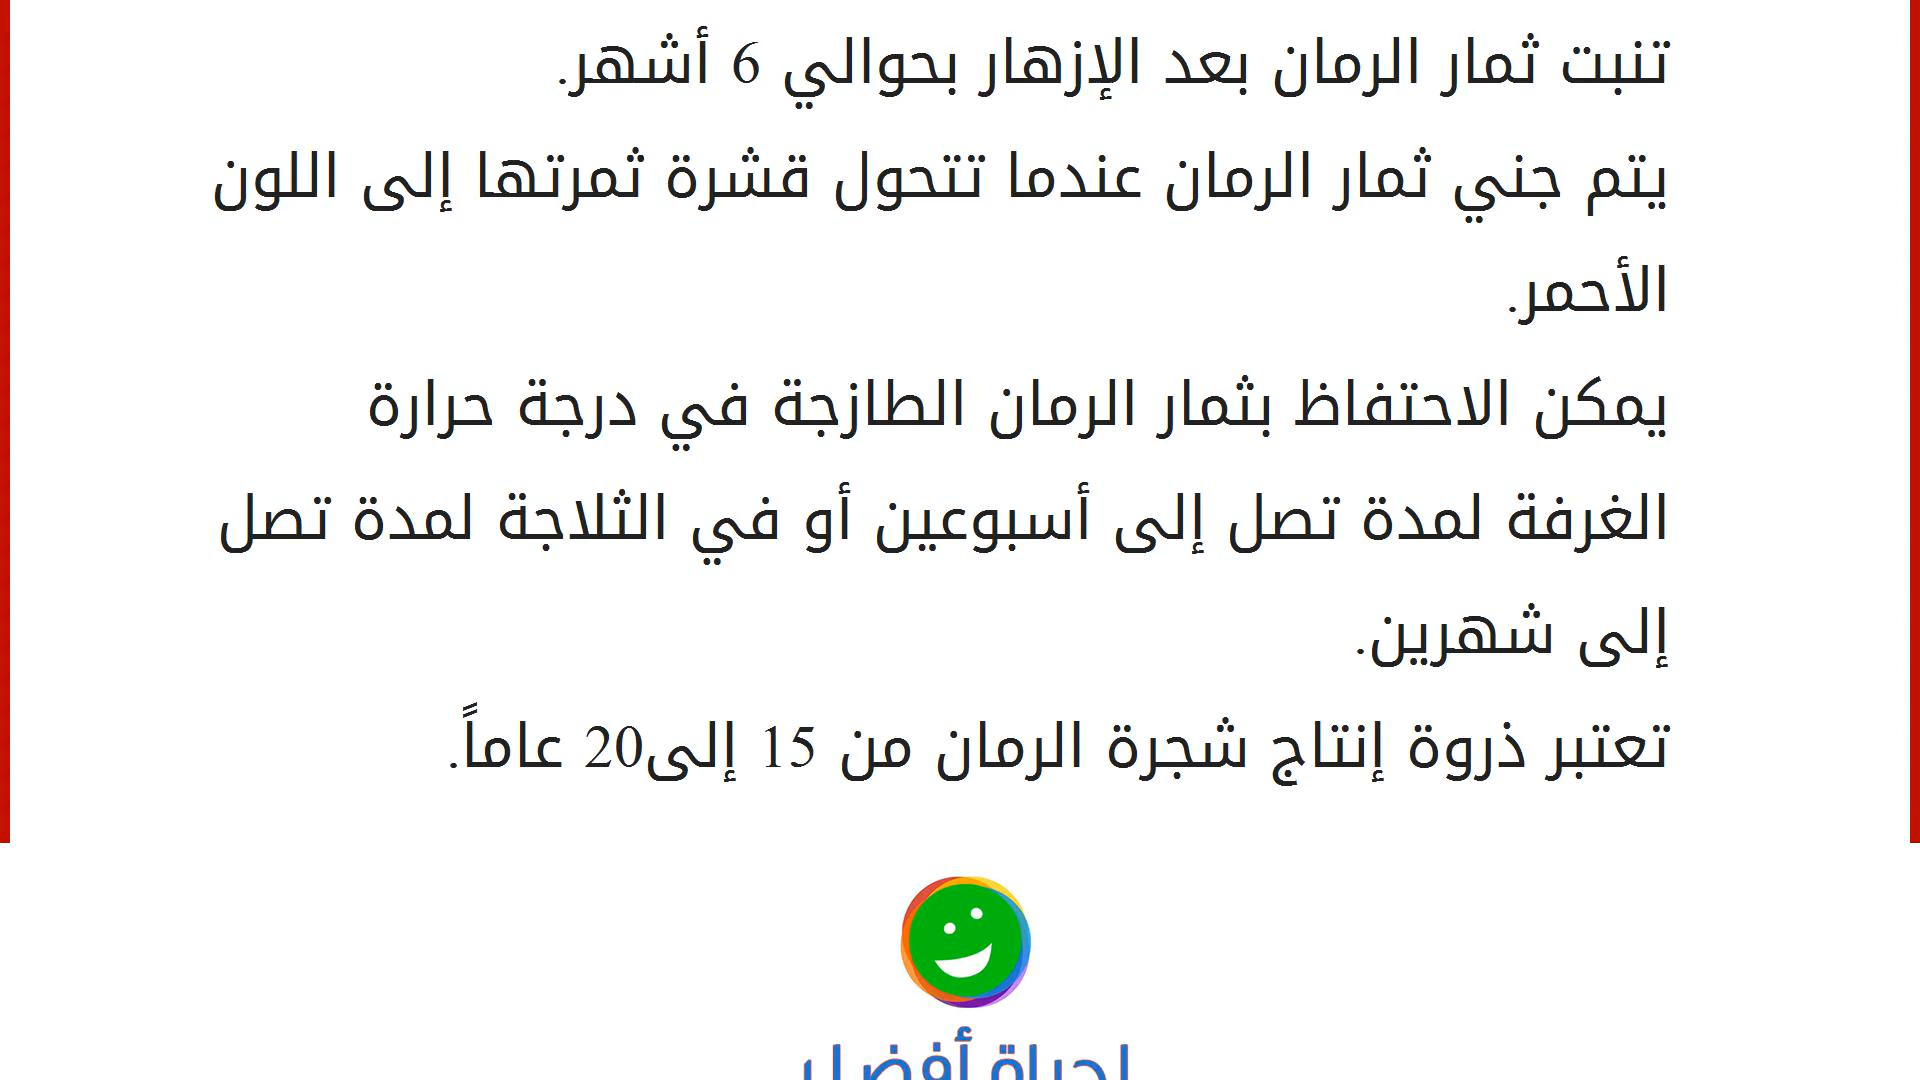 تنبت ثمار الرمان بعد الإزهار بحوالي 6 أشهر.
يتم جني ثمار الرمان عندما تتحول قشرة ثمرتها إلى اللون
الأحمر.
يمكن الاحتفاظ بثمار الرمان الطازجة في درجة حرارة
الغرفة لمدة تصل إلى أسبوعين أو في الثلاجة لمدة تصل
إلى شهرين.
تعتبر ذروة إنتاج شجرة الرمان من 15 إلى20 عاماً.
أفضل